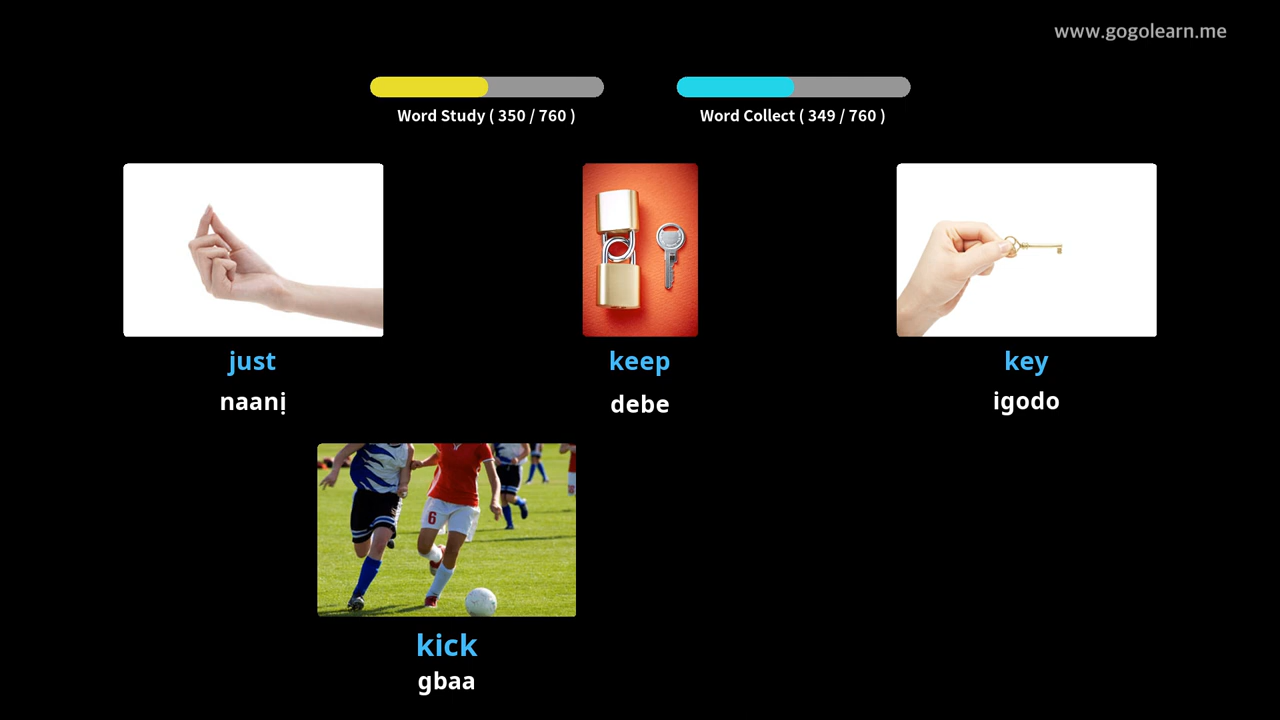 www.gogolearn.me
Word Study ( 350 / 760 )
Word Collect ( 349 / 760 )
just
keep
key
naanị
debe
igodo
6
kick
gbaa